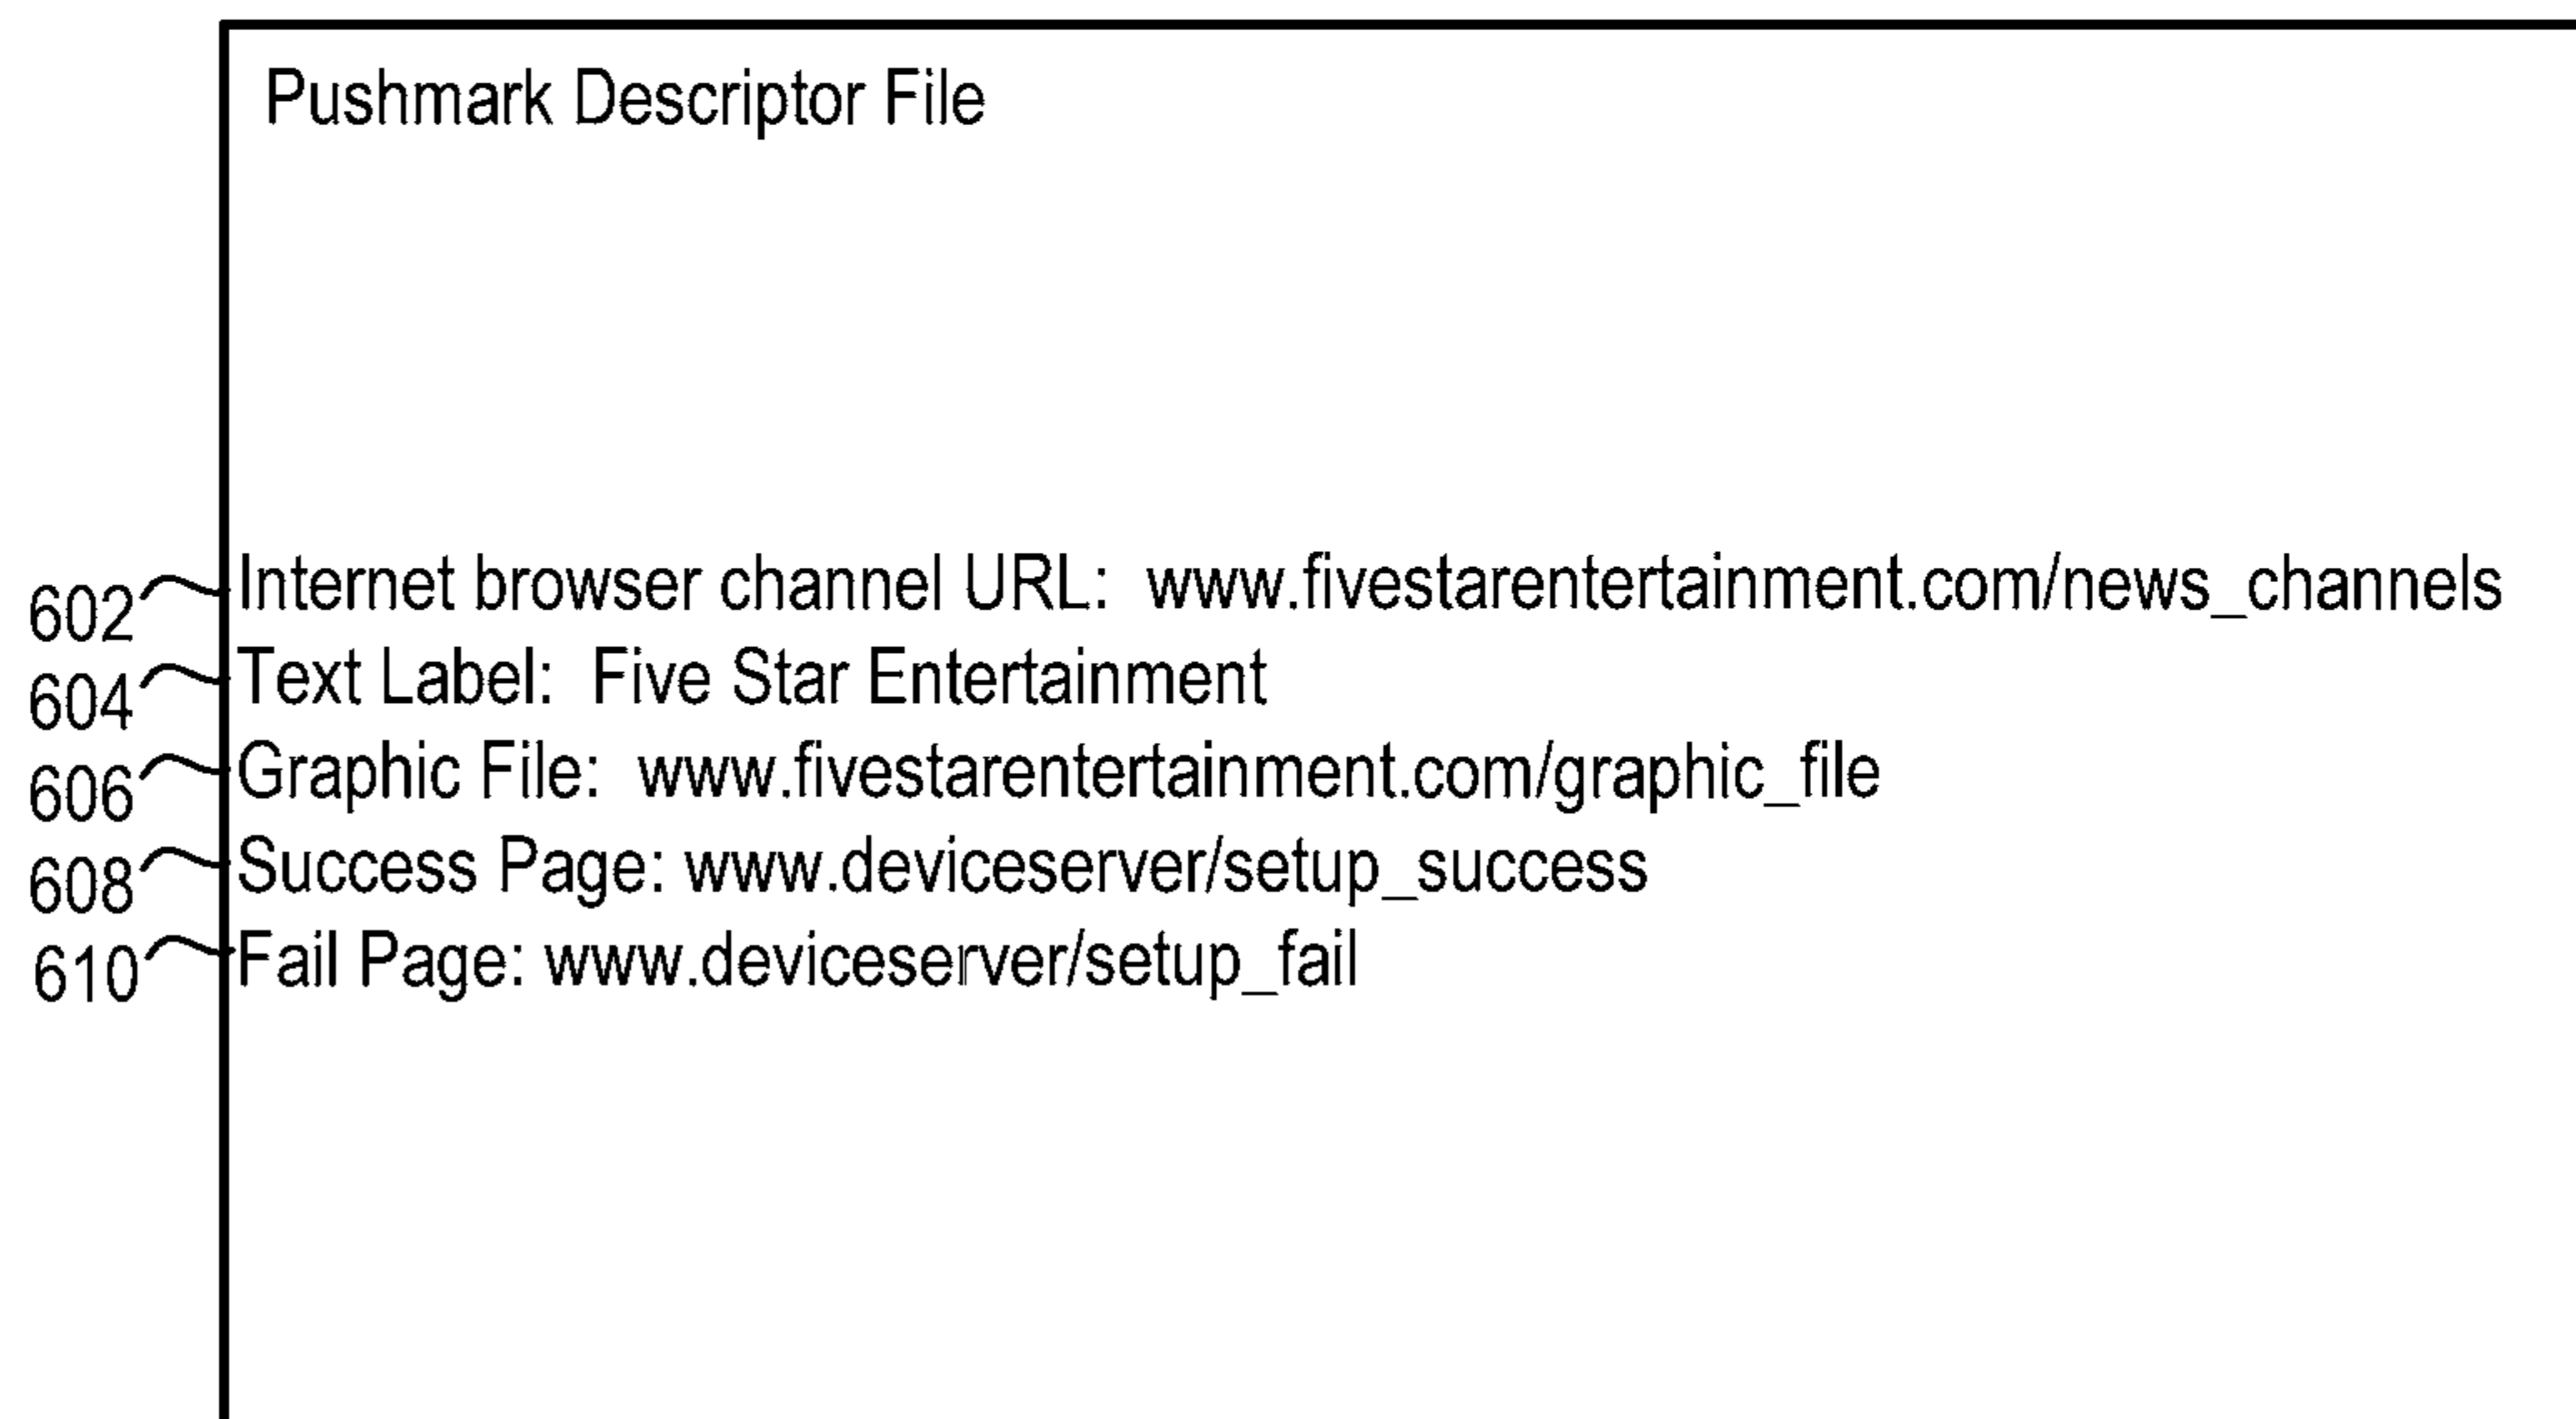 Pushmark Descriptor File
602 Internet browser channel URL: www.fivestarentertainment.com/news_channels
604 Text Label: Five Star Entertainment
606 Graphic File: www.fivestarentertainment.com/graphic_file
608 Success Page: www.deviceserver/setup_success
610 Fail Page: www.deviceserver/setup_fail